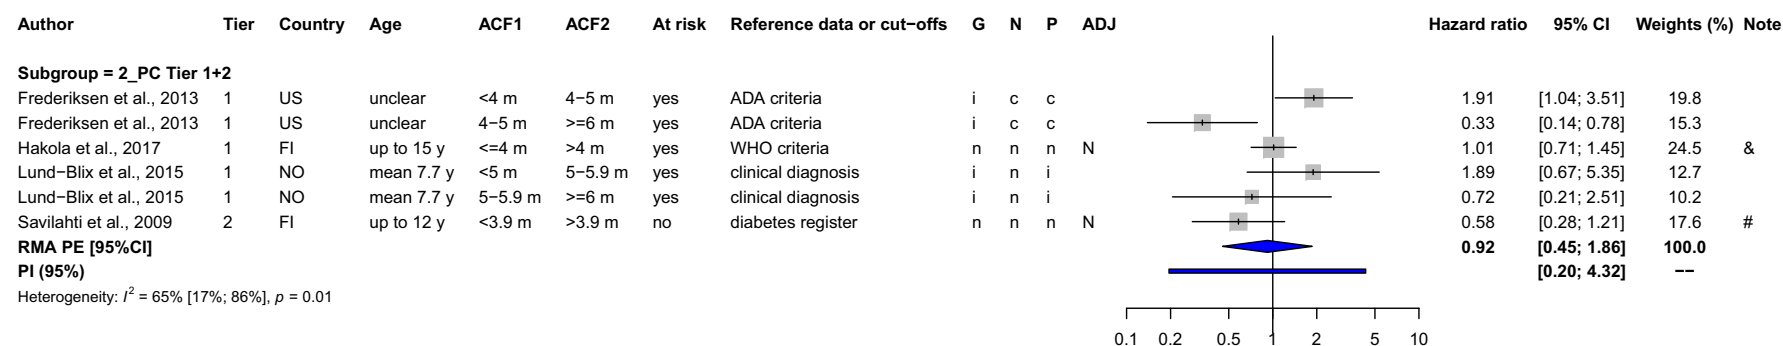 Author Tier Country Age ACF1 ACF2 At risk Reference data or cut−offs G N P ADJ Hazard ratio 95% CI Weights (%) Note
Subgroup = 2_PC Tier 1+2
Frederiksen et al., 2013 1 US unclear <4 m 4−5 m yes ADA criteria i c c 1.91 [1.04; 3.51] 19.8
Frederiksen et al., 2013 1 US unclear 4−5 m >=6 m yes ADA criteria i c c 0.33 [0.14; 0.78] 15.3
Hakola et al., 2017 1 FI up to 15 y <=4 m >4 m yes WHO criteria n n n N 1.01 [0.71; 1.45] 24.5 &
Lund−Blix et al., 2015 1 NO mean 7.7 y <5 m 5−5.9 m yes clinical diagnosis i n i 1.89 [0.67; 5.35] 12.7
Lund−Blix et al., 2015 1 NO mean 7.7 y 5−5.9 m >=6 m yes clinical diagnosis i n i 0.72 [0.21; 2.51] 10.2
Savilahti et al., 2009 2 FI up to 12 y <3.9 m >3.9 m no diabetes register n n n N 0.58 [0.28; 1.21] 17.6 #
RMA PE [95%CI] 0.92 [0.45; 1.86] 100.0
PI (95%) [0.20; 4.32] −−
Heterogeneity: I² = 65% [17%; 86%], p = 0.01
0.1 0.2 0.5 1 2 5 10